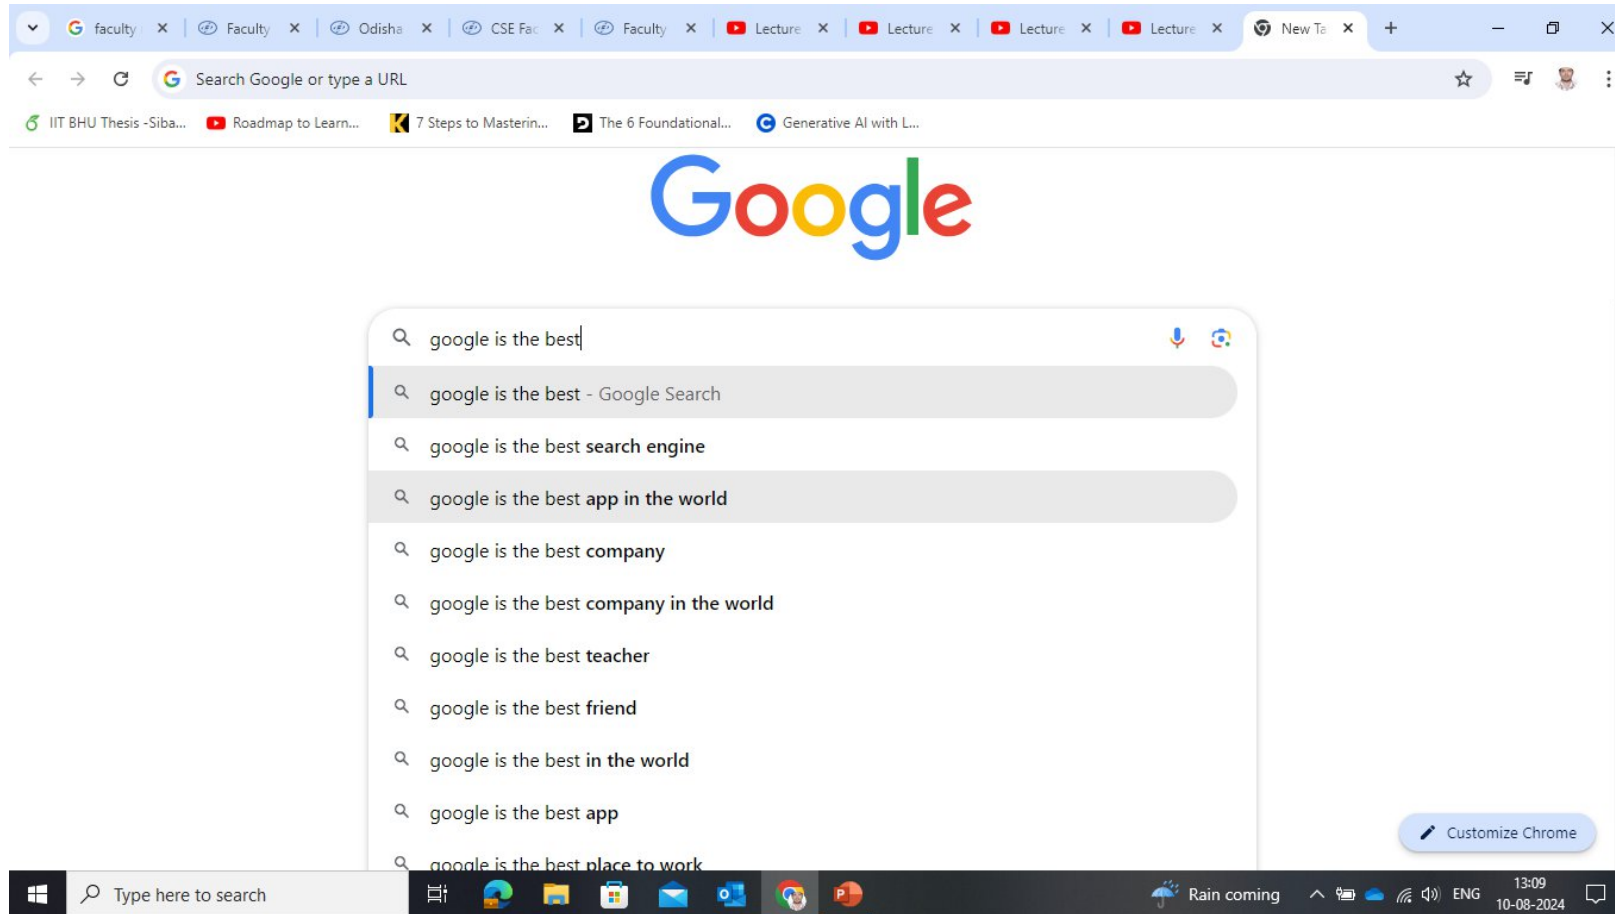 faculty
Faculty
Odisha
CSE Fac
Faculty
Lecture
Lecture
Lecture
Lecture
New Ta
Search Google or type a URL
IIT BHU Thesis -Siba...
Roadmap to Learn...
7 Steps to Masterin...
The 6 Foundational...
Generative AI with L...
Google
google is the best
google is the best - Google Search
google is the best search engine
google is the best app in the world
google is the best company
google is the best company in the world
google is the best teacher
google is the best friend
google is the best in the world
google is the best app
google is the best place to work
Customize Chrome
Type here to search
Rain coming
ENG
13:09
10-08-2024